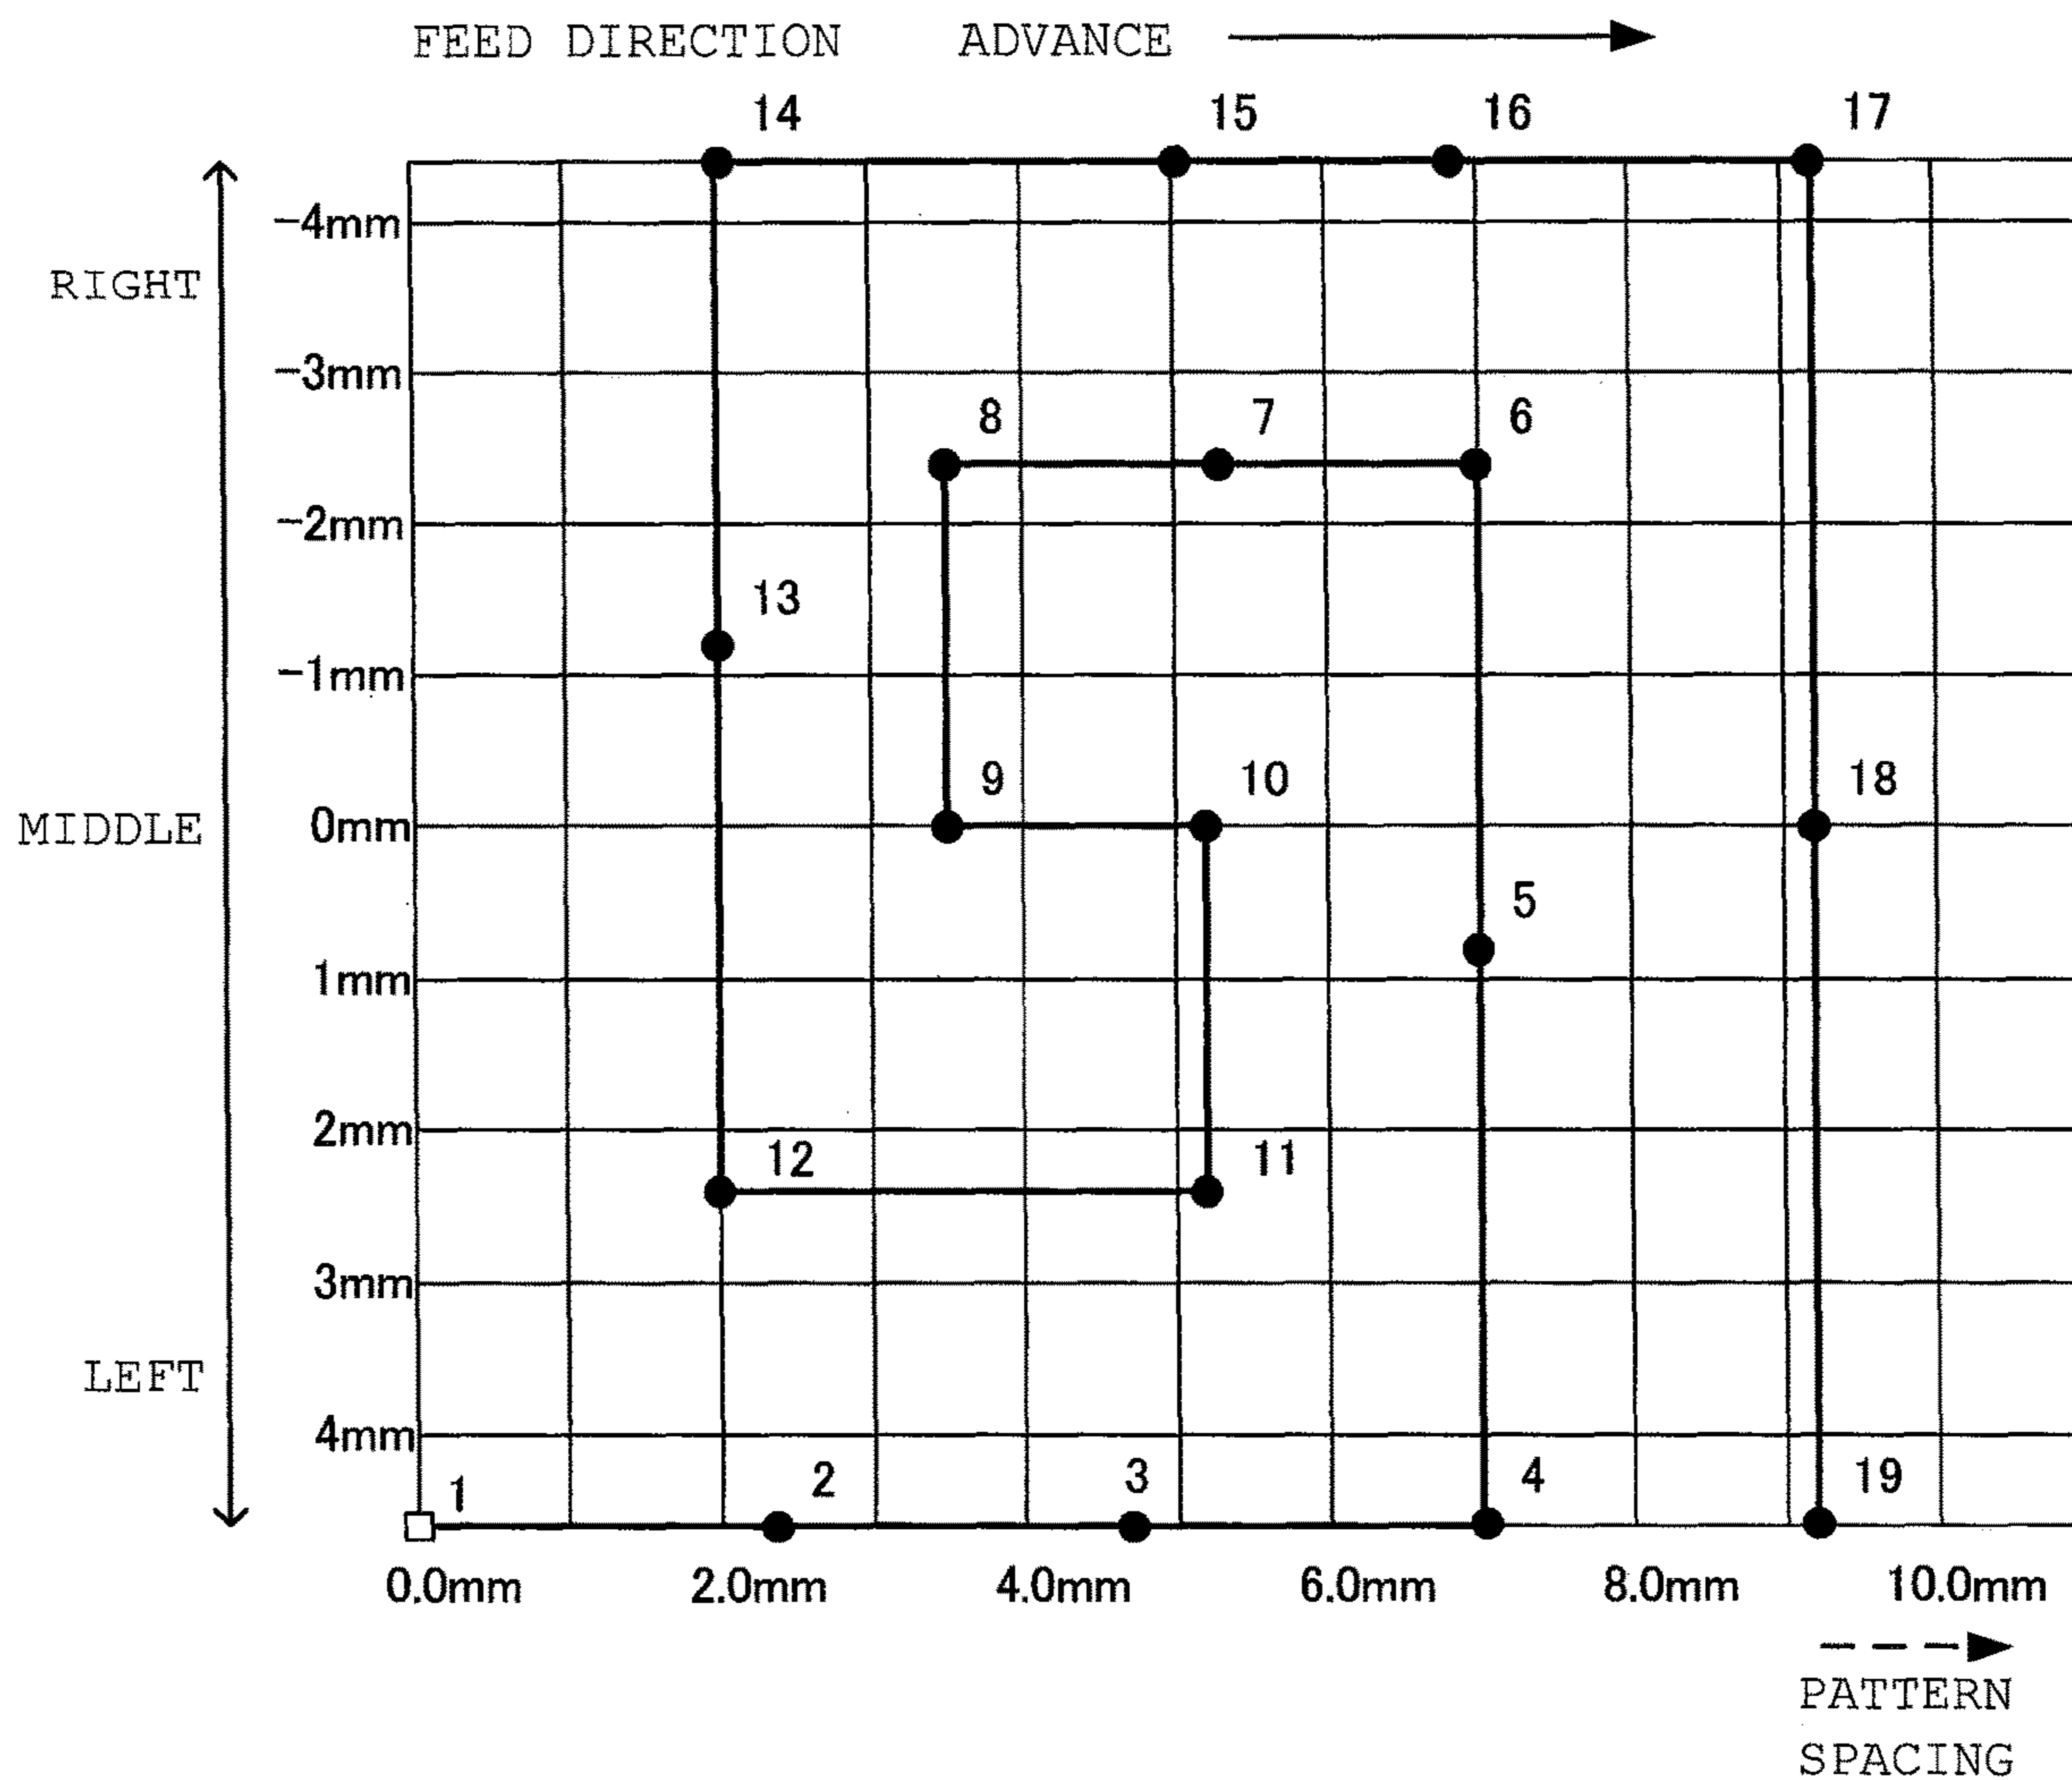 FEED DIRECTION ADVANCE
14 15 16 17
-4mm
RIGHT
-3mm
8 7 6
-2mm
13
-1mm
9 10 18
MIDDLE 0mm
5
1mm
2mm
12 11
3mm
LEFT
4mm
1 2 3 4 19
0.0mm 2.0mm 4.0mm 6.0mm 8.0mm 10.0mm
PATTERN
SPACING